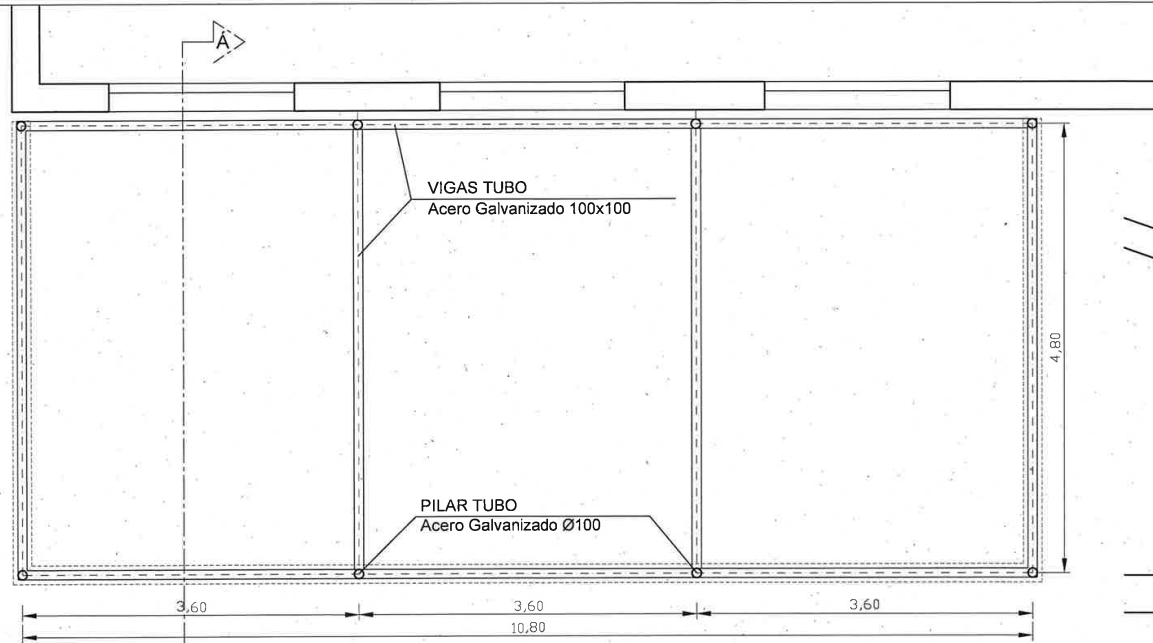 A
VIGAS TUBO
Acero Galvanizado 100x100
4,80
PILAR TUBO
Acero Galvanizado Ø100
3,60
3,60
3,60
10,80